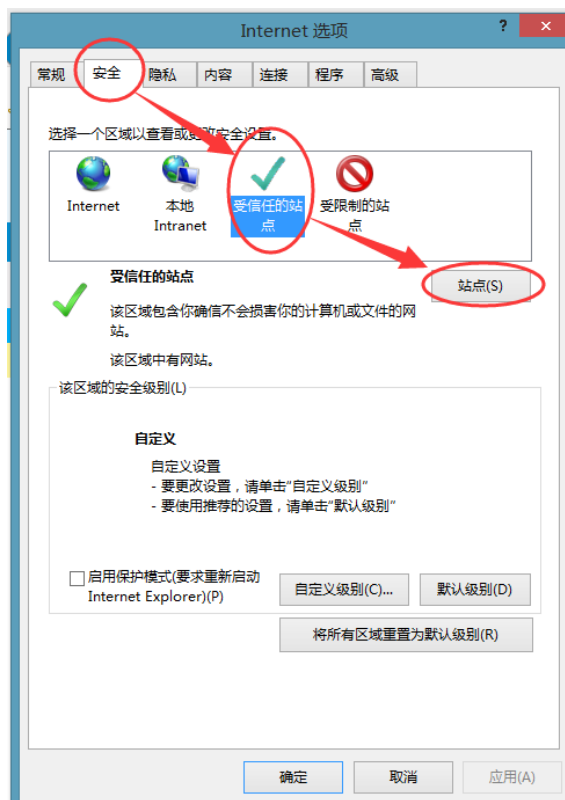 Internet 选项
?
×
常规 安全 隐私 内容 连接 程序 高级
选择一个区域以查看或更改安全设置。
Internet
本地
Intranet
受信任的站
点
受限制的站
点
受信任的站点
站点(S)
该区域包含你确信不会损害你的计算机或文件的网
站。
该区域中有网站。
该区域的安全级别(L)
自定义
自定义设置
- 要更改设置，请单击"自定义级别"
- 要使用推荐的设置，请单击"默认级别"
启用保护模式(要求重新启动
Internet Explorer)(P)
自定义级别(C)...
默认级别(D)
将所有区域重置为默认级别(R)
确定
取消
应用(A)